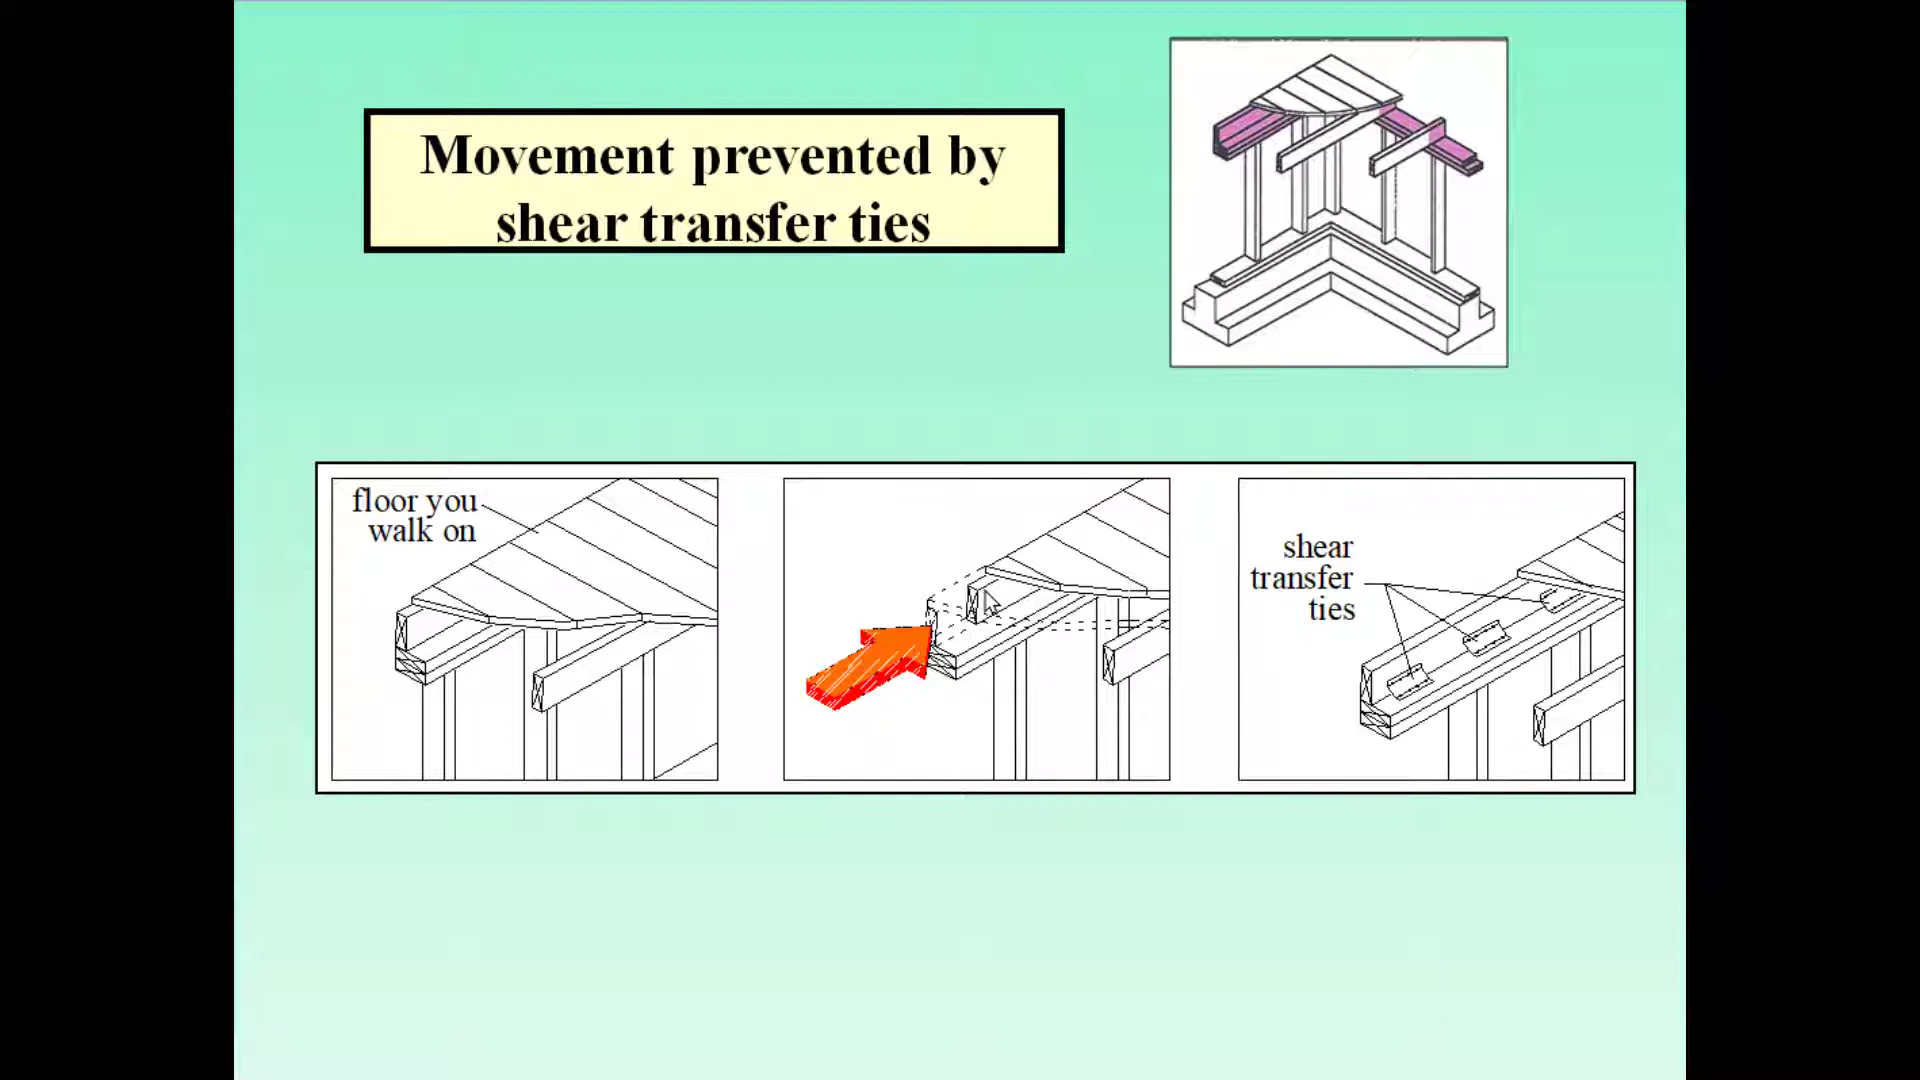 Movement prevented by
shear transfer ties
floor you
walk on
shear
transfer
ties